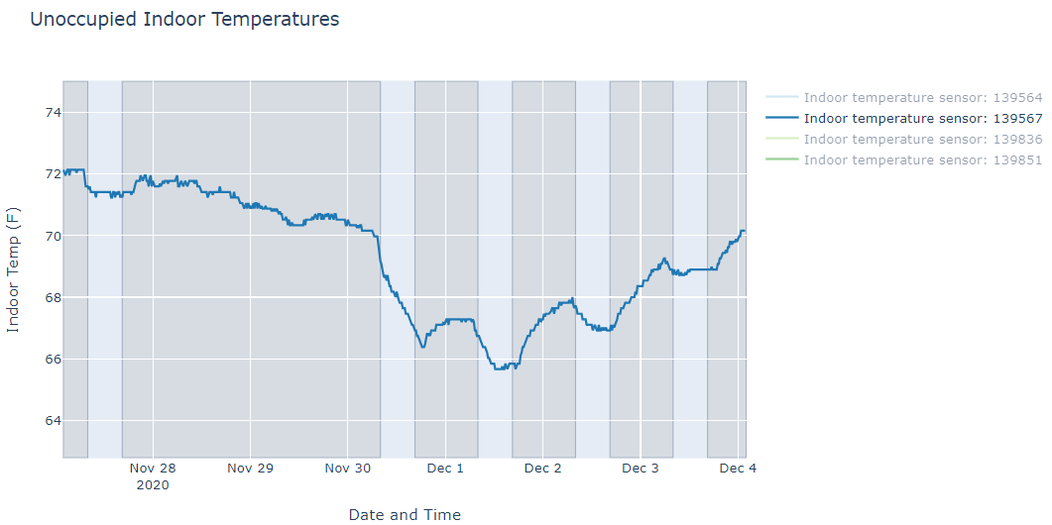 Unoccupied Indoor Temperatures
Indoor temperature sensor: 139564
Indoor temperature sensor: 139567
Indoor temperature sensor: 139836
Indoor temperature sensor: 139851
74
72
70
68
66
64
Indoor Temp (F)
Nov 28 Nov 29 Nov 30 Dec 1 Dec 2 Dec 3 Dec 4
2020
Date and Time